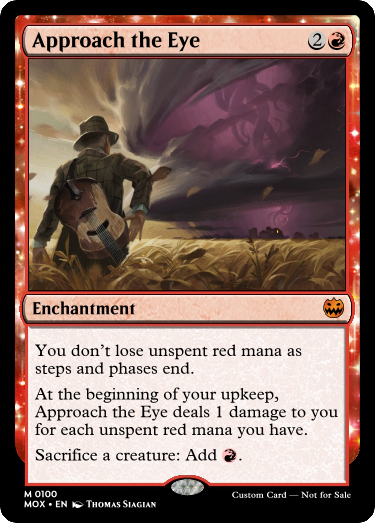 Approach the Eye 2
Enchantment
You don't lose unspent red mana as
steps and phases end.
At the beginning of your upkeep,
Approach the Eye deals 1 damage to you
for each unspent red mana you have.
Sacrifice a creature: Add .
M 0100
MOX • EN Thomas Siagian
Custom Card — Not for Sale